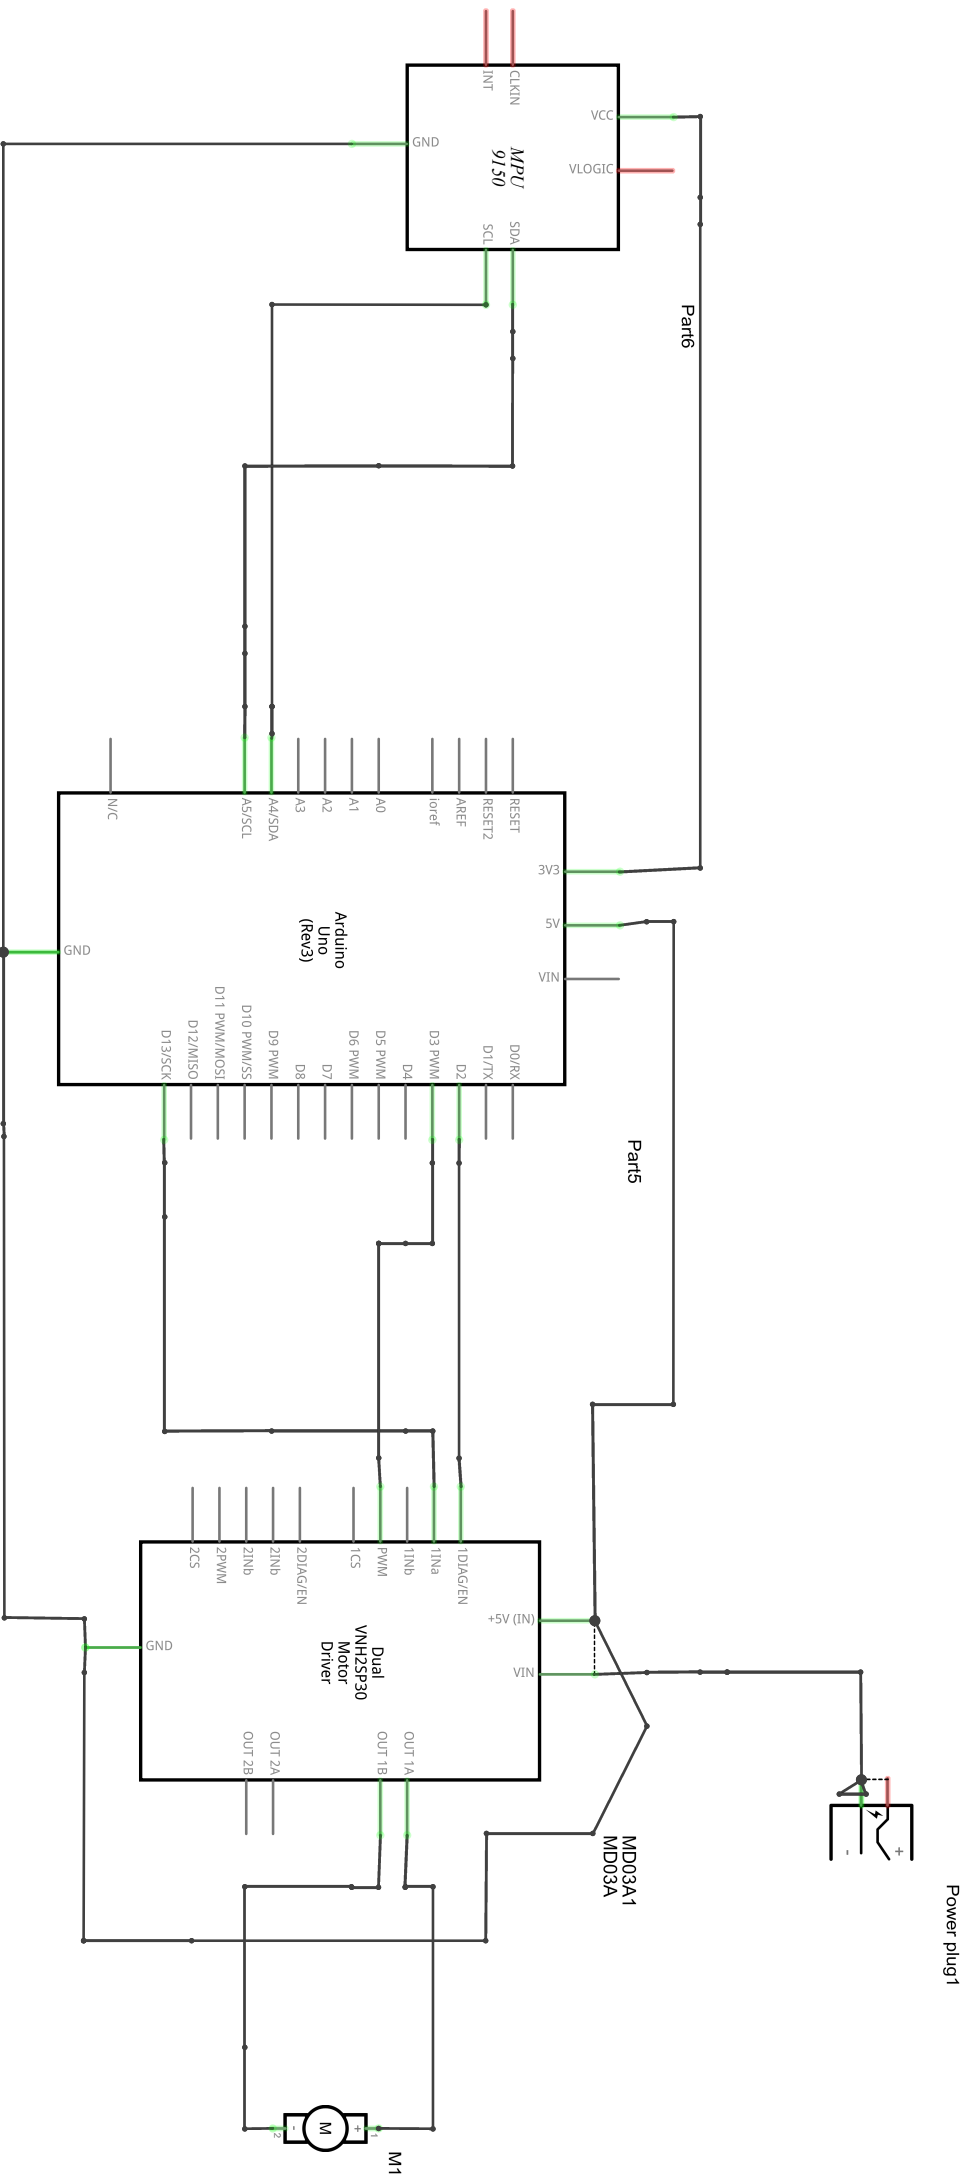 INT
CLKIN
VCC
GND
MPU
9150
VLOGIC
SCL
SDA
Part6
N/C
A5/SCL
A4/SDA
A3
A2
A1
A0
ioref
AREF
RESET2
RESET
3V3
5V
VIN
Arduino
Uno
(Rev3)
GND
D13/SCK
D12/MISO
D11 PWM/MOSI
D10 PWM/SS
D9 PWM
D8
D7
D6 PWM
D5 PWM
D4
D3 PWM
D2
D1/TX
D0/RX
Part5
2CS
2PWM
2INb
2INb
2DIAG/EN
1CS
PWM
1INb
1INa
1DIAG/EN
+5V (IN)
VIN
GND
Dual
VNH2SP30
Motor
Driver
OUT 2B
OUT 2A
OUT 1B
OUT 1A
MD03A1
MD03A
- +
Power plug1
M
- +
2 1
M1